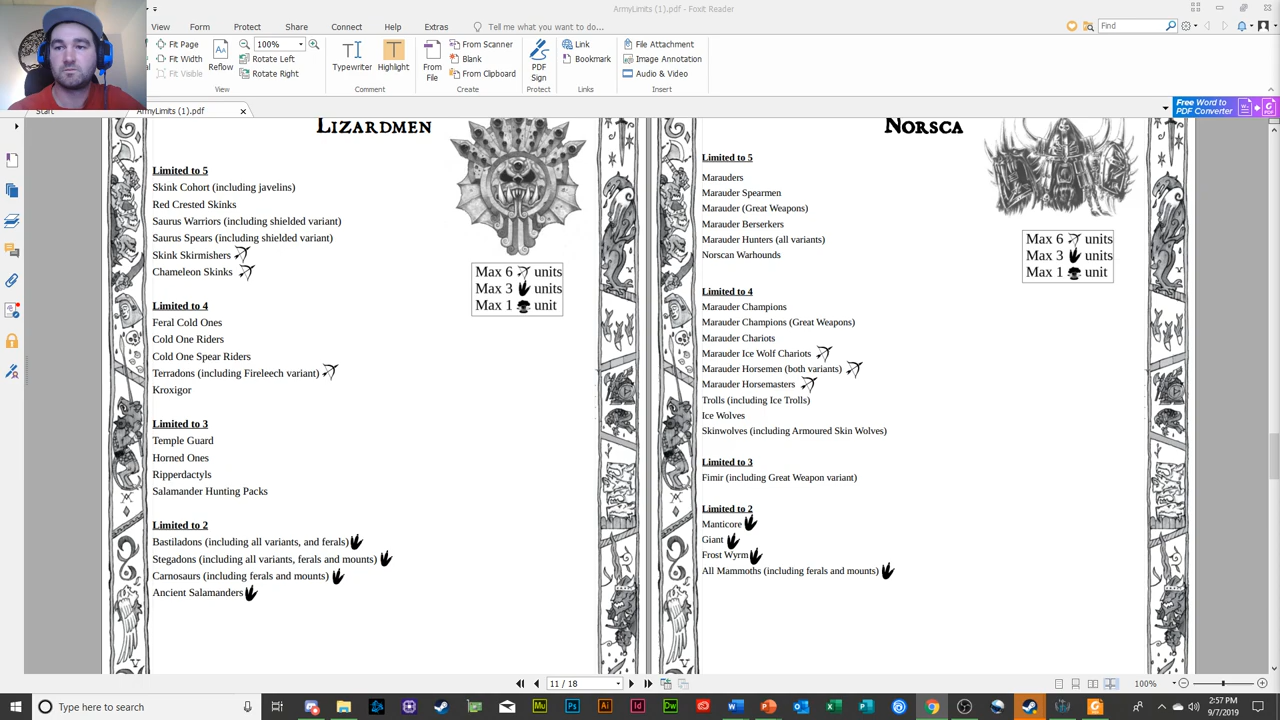 ArmyLimits (1).pdf - Foxit Reader
View Form Protect Share Connect Help Extras Tell me what you want to do... Find
Fit Page
Fit Width
Fit Visible
Reflow
100%
Rotate Left
Rotate Right
View
Typewriter
Highlight
Comment
From File
From Scanner
Blank
From Clipboard
Create
PDF Sign
Protect
Link
Bookmark
Links
File Attachment
Image Annotation
Audio & Video
Insert
Start
ArmyLimits (1).pdf
Free Word to PDF Converter
Lizardmen
Limited to 5
Skink Cohort (including javelins)
Red Crested Skinks
Saurus Warriors (including shielded variant)
Saurus Spears (including shielded variant)
Skink Skirmishers
Chameleon Skinks
Max 6 units
Max 3 units
Max 1 unit
Limited to 4
Feral Cold Ones
Cold One Riders
Cold One Spear Riders
Terradons (including Fireleech variant)
Kroxigor
Limited to 3
Temple Guard
Horned Ones
Ripperdactyls
Salamander Hunting Packs
Limited to 2
Bastiladons (including all variants, and ferals)
Stegadons (including all variants, ferals and mounts)
Carnosaurs (including ferals and mounts)
Ancient Salamanders
Norsca
Limited to 5
Marauders
Marauder Spearmen
Marauder (Great Weapons)
Marauder Berserkers
Marauder Hunters (all variants)
Norscan Warhounds
Max 6 units
Max 3 units
Max 1 unit
Limited to 4
Marauder Champions
Marauder Champions (Great Weapons)
Marauder Chariots
Marauder Ice Wolf Chariots
Marauder Horsemen (both variants)
Marauder Horsemasters
Trolls (including Ice Trolls)
Ice Wolves
Skinwolves (including Armoured Skin Wolves)
Limited to 3
Fimir (including Great Weapon variant)
Limited to 2
Manticore
Giant
Frost Wyrm
All Mammoths (including ferals and mounts)
11 / 18
100%
Type here to search
2:57 PM
9/7/2019